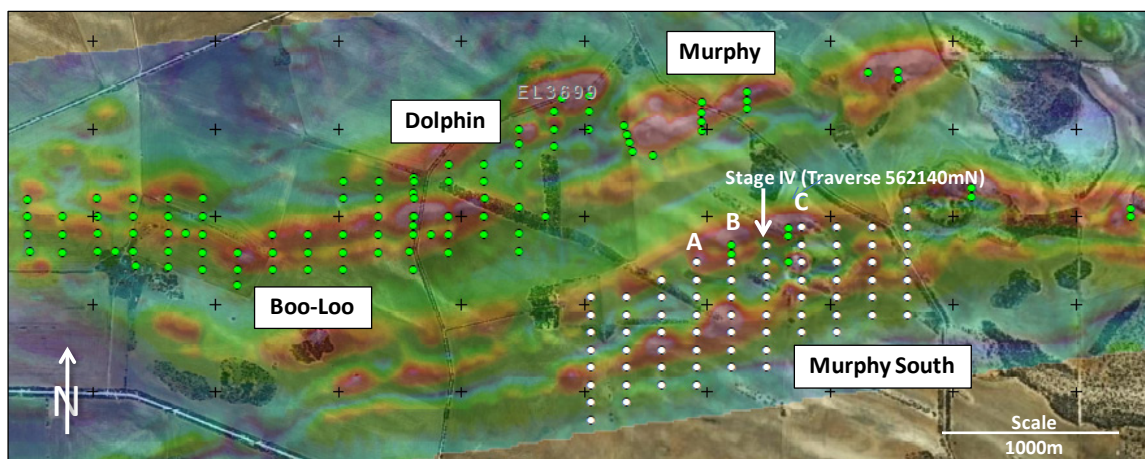 Murphy
EL3699
Dolphin
Stage IV (Traverse 562140mN)
C
B
A
Boo-Loo
Murphy South
N
Scale
1000m